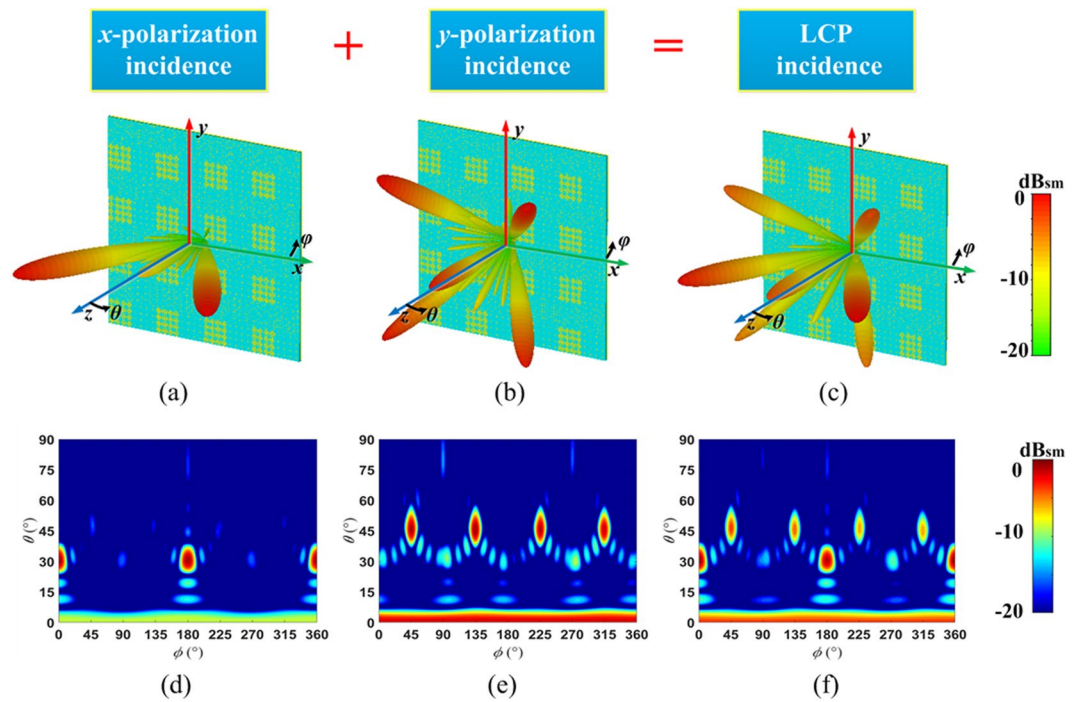 x-polarization
incidence
+
y-polarization
incidence
=
LCP
incidence
y
φ
x
z
θ
y
φ
x
z
θ
y
φ
x
z
θ
dBsm
0
-10
-20
(a)
(b)
(c)
90
75
60
45
30
15
0
θ (°)
0 45 90 135 180 225 270 315 360
ϕ (°)
90
75
60
45
30
15
0
θ (°)
0 45 90 135 180 225 270 315 360
ϕ (°)
90
75
60
45
30
15
0
θ (°)
0 45 90 135 180 225 270 315 360
ϕ (°)
dBsm
0
-10
-20
(d)
(e)
(f)